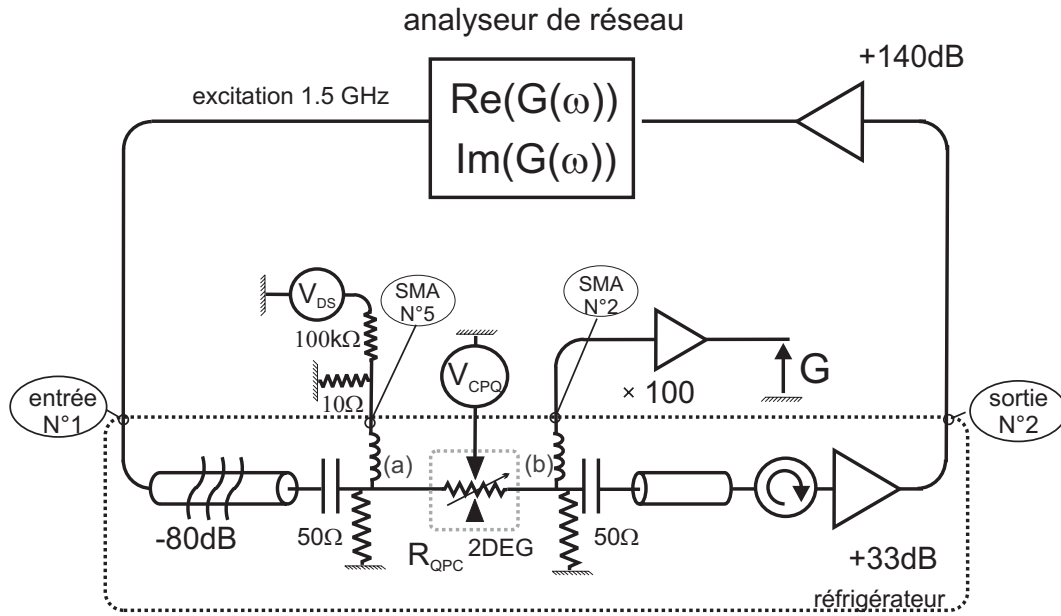 analyseur de réseau
+140dB
excitation 1.5 GHz
Re(G(ω))
Im(G(ω))
V_DS
SMA
N°5
SMA
N°2
100kΩ
V_CPQ
10Ω
× 100
G
entrée
N°1
sortie
N°2
(a)
(b)
-80dB
50Ω
R_QPC
2DEG
50Ω
+33dB
réfrigérateur